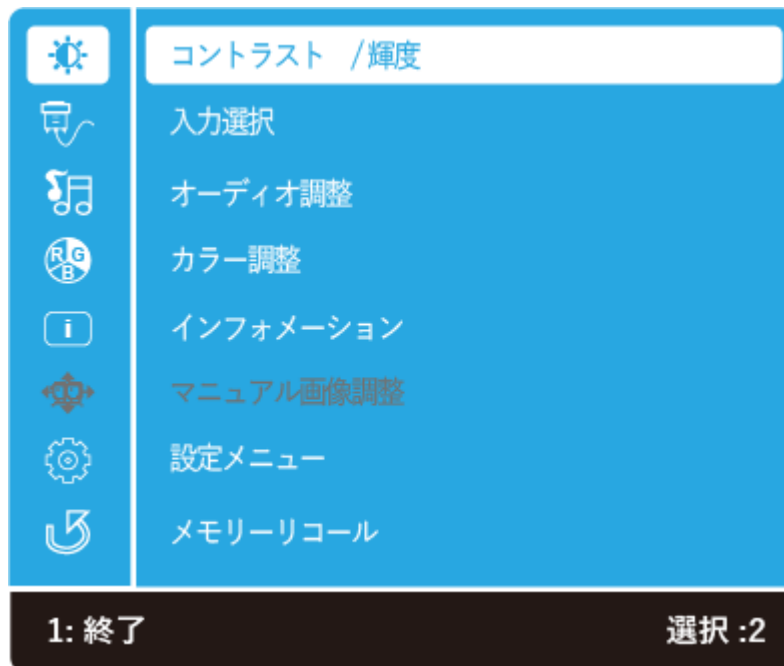 コントラスト /輝度
入力選択
オーディオ調整
R G B
カラー調整
i
インフォメーション
マニュアル画像調整
設定メニュー
メモリーリコール
1: 終了
選択 :2